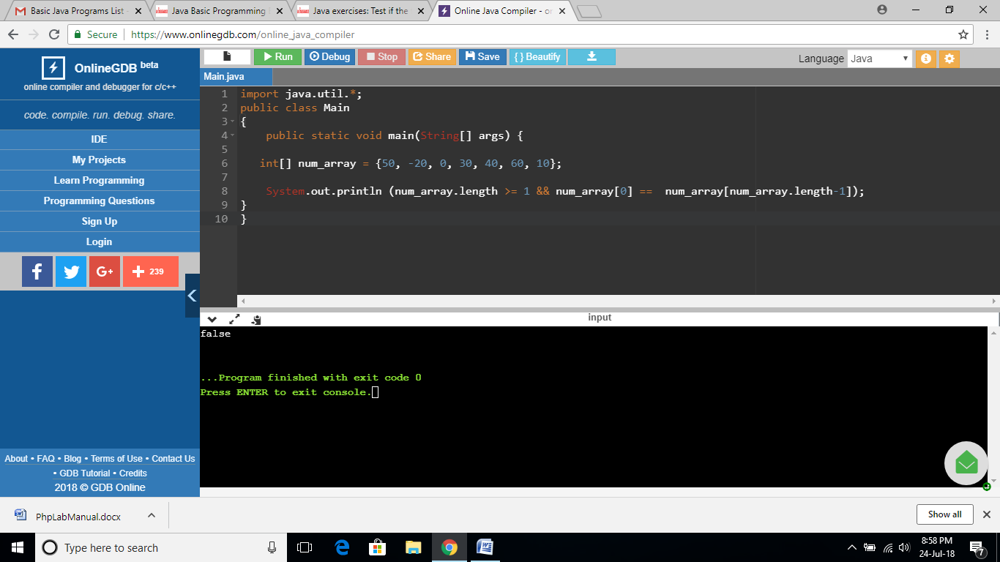 Basic Java Programs List - 
Java Basic Programming
Java exercises: Test if the
Online Java Compiler - or
Secure
https://www.onlinegdb.com/online_java_compiler
OnlineGDB beta
online compiler and debugger for c/c++
code. compile. run. debug. share.
IDE
My Projects
Learn Programming
Programming Questions
Sign Up
Login
239
About • FAQ • Blog • Terms of Use • Contact Us
• GDB Tutorial • Credits
2018 © GDB Online
Run Debug Stop Share Save { } Beautify
Language Java
Main.java
1 import java.util.*;
2 public class Main
3 {
4 public static void main(String[] args) {
5
6 int[] num_array = {50, -20, 0, 30, 40, 60, 10};
7
8 System.out.println (num_array.length >= 1 && num_array[0] == num_array[num_array.length-1]);
9 }
10 }
input
false
...Program finished with exit code 0
Press ENTER to exit console.
PhpLabManual.docx
Show all
Type here to search
8:58 PM
24-Jul-18
7